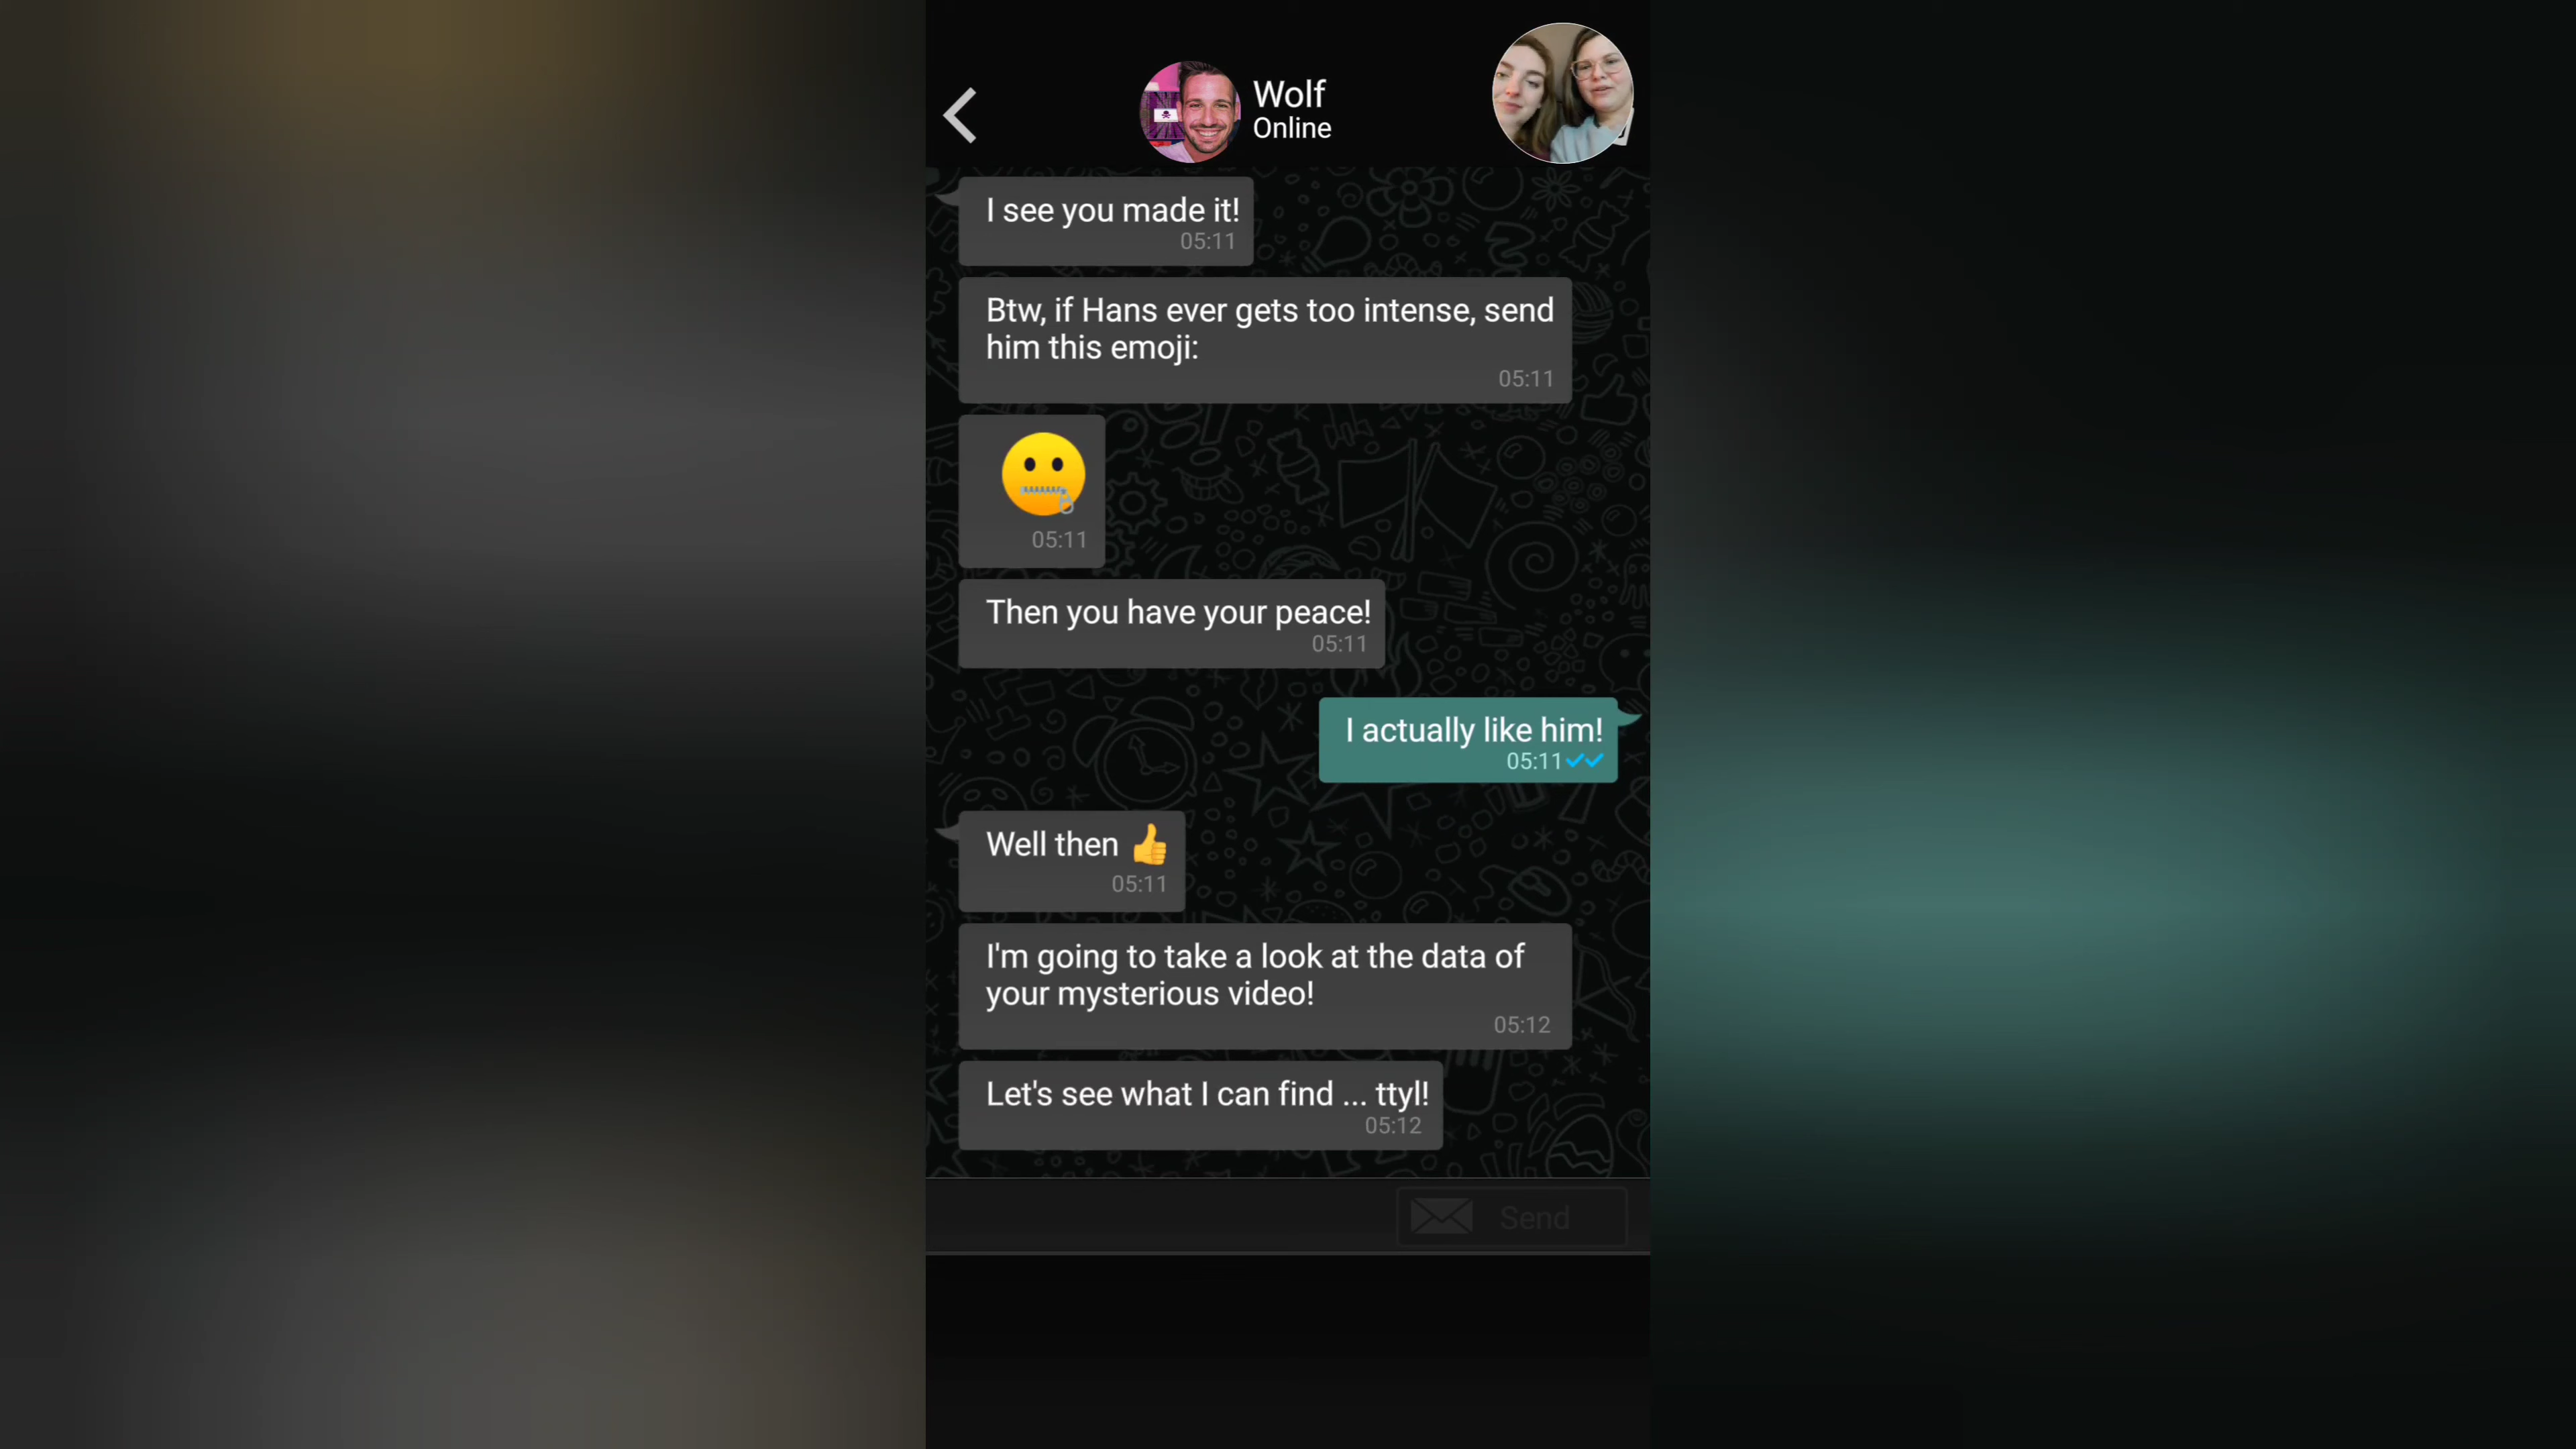 Wolf
Online
I see you made it!
05:11
Btw, if Hans ever gets too intense, send
him this emoji:
05:11
05:11
Then you have your peace!
05:11
I actually like him!
05:11
Well then 👍
05:11
I'm going to take a look at the data of
your mysterious video!
05:12
Let's see what I can find ... ttyl!
05:12
Send